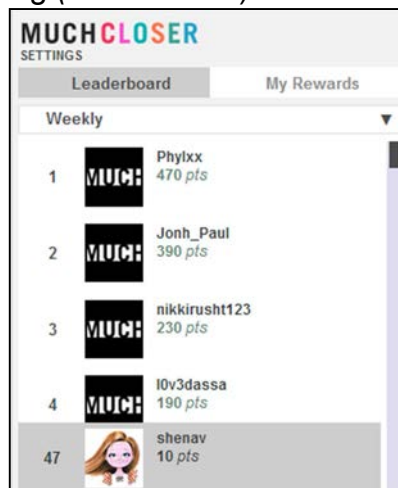 MUCHCLOSER
SETTINGS
Leaderboard My Rewards
Weekly ▼
1 MUCH Phylxx
470 pts
2 MUCH Jonh_Paul
390 pts
3 MUCH nikkirusht123
230 pts
4 MUCH l0v3dassa
190 pts
47 shenav
10 pts